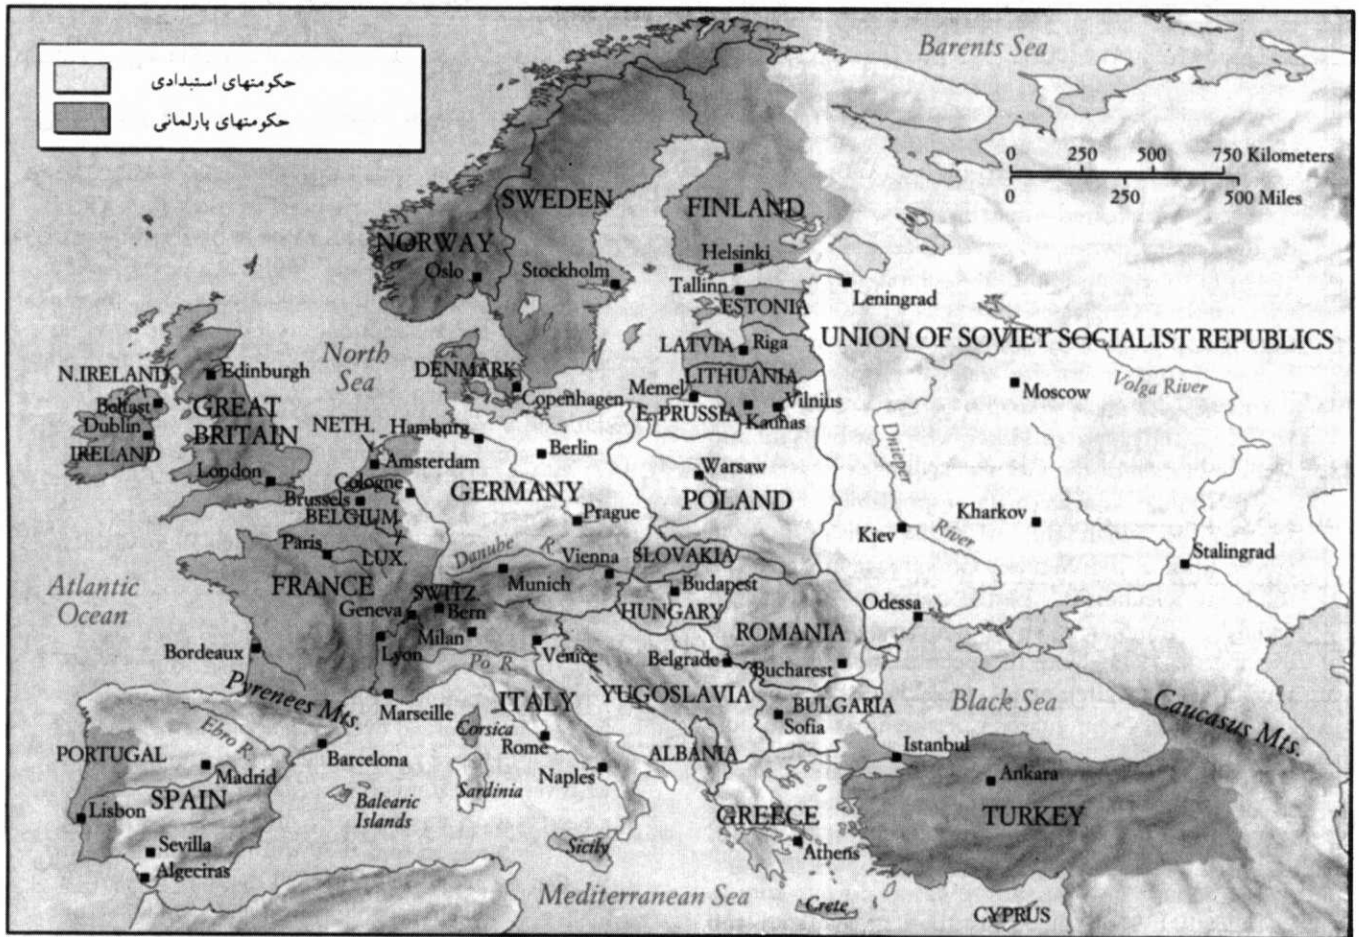 حکومتهای استبدادی
حکومتهای پارلمانی
Barents Sea
0 250 500 750 Kilometers
0 250 500 Miles
SWEDEN
FINLAND
NORWAY
Helsinki
Oslo
Stockholm
Tallinn
ESTONIA
Leningrad
UNION OF SOVIET SOCIALIST REPUBLICS
North
Sea
LATVIA
Riga
N.IRELAND
Edinburgh
DENMARK
LITHUANIA
Memel
Moscow
Volga River
Belfast
GREAT
BRITAIN
Copenhagen
E. PRUSSIA
Vilnius
Kaunas
Dublin
IRELAND
NETH.
Hamburg
Berlin
Dnieper
River
London
Amsterdam
Cologne
Warsaw
Brussels
BELGIUM
GERMANY
POLAND
Prague
Kharkov
Kiev
Paris
LUX.
Danube R.
Vienna
SLOVAKIA
Stalingrad
Atlantic
Ocean
FRANCE
SWITZ.
Munich
Budapest
Geneva
Bern
HUNGARY
Odessa
Milan
ROMANIA
Bordeaux
Lyon
Po R.
Venice
Belgrade
Bucharest
Pyrenees Mts.
Marseille
ITALY
YUGOSLAVIA
BULGARIA
Black Sea
Caucasus Mts.
Corsica
Sofia
Ebro R.
Rome
PORTUGAL
Barcelona
ALBANIA
Istanbul
Madrid
Naples
Ankara
SPAIN
Balearic
Islands
Sardinia
Lisbon
GREECE
TURKEY
Sevilla
Sicily
Athens
Algeciras
Mediterranean Sea
Crete
CYPRUS